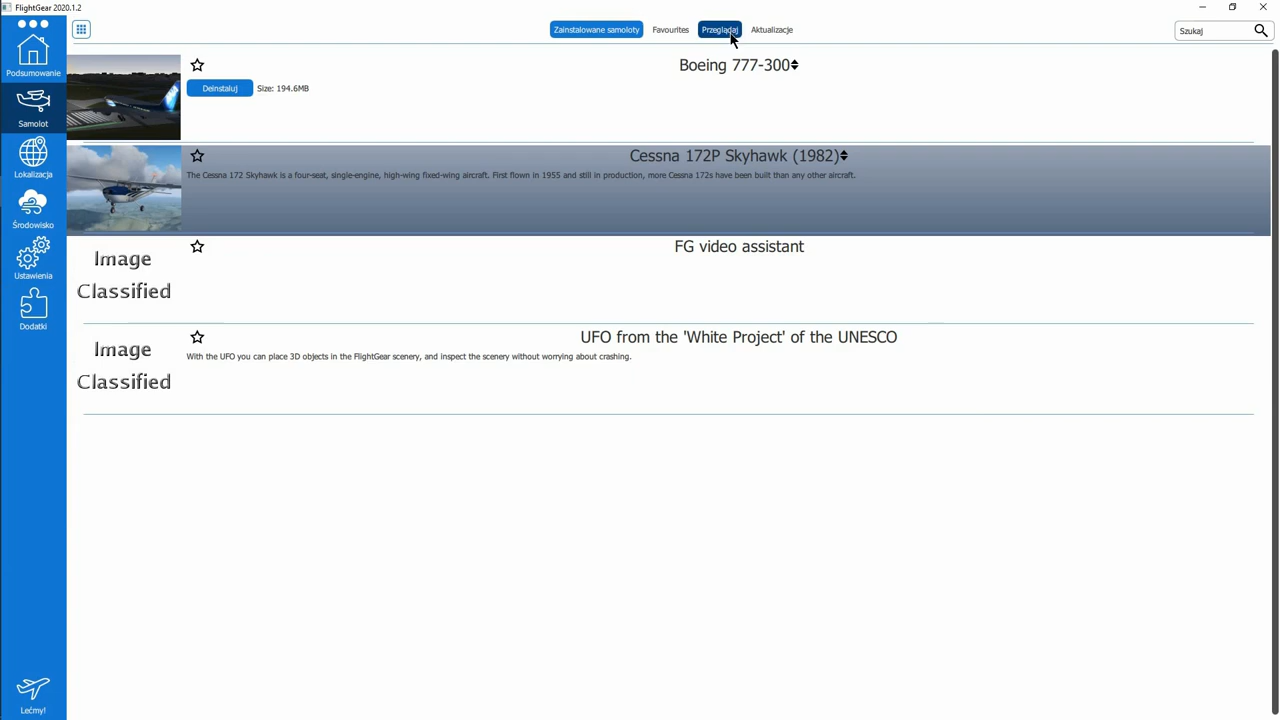 FlightGear 2020.1.2
Zainstalowane samoloty
Favourites
Przeglądaj
Aktualizacje
Szukaj
Podsumowanie
Samolot
Lokalizacja
Środowisko
Ustawienia
Dodatki
Lećmy!
Boeing 777-300
Deinstaluj
Size: 194.6MB
Cessna 172P Skyhawk (1982)
The Cessna 172 Skyhawk is a four-seat, single-engine, high-wing fixed-wing aircraft. First flown in 1955 and still in production, more Cessna 172s have been built than any other aircraft.
Image
Classified
FG video assistant
Image
Classified
UFO from the 'White Project' of the UNESCO
With the UFO you can place 3D objects in the FlightGear scenery, and inspect the scenery without worrying about crashing.